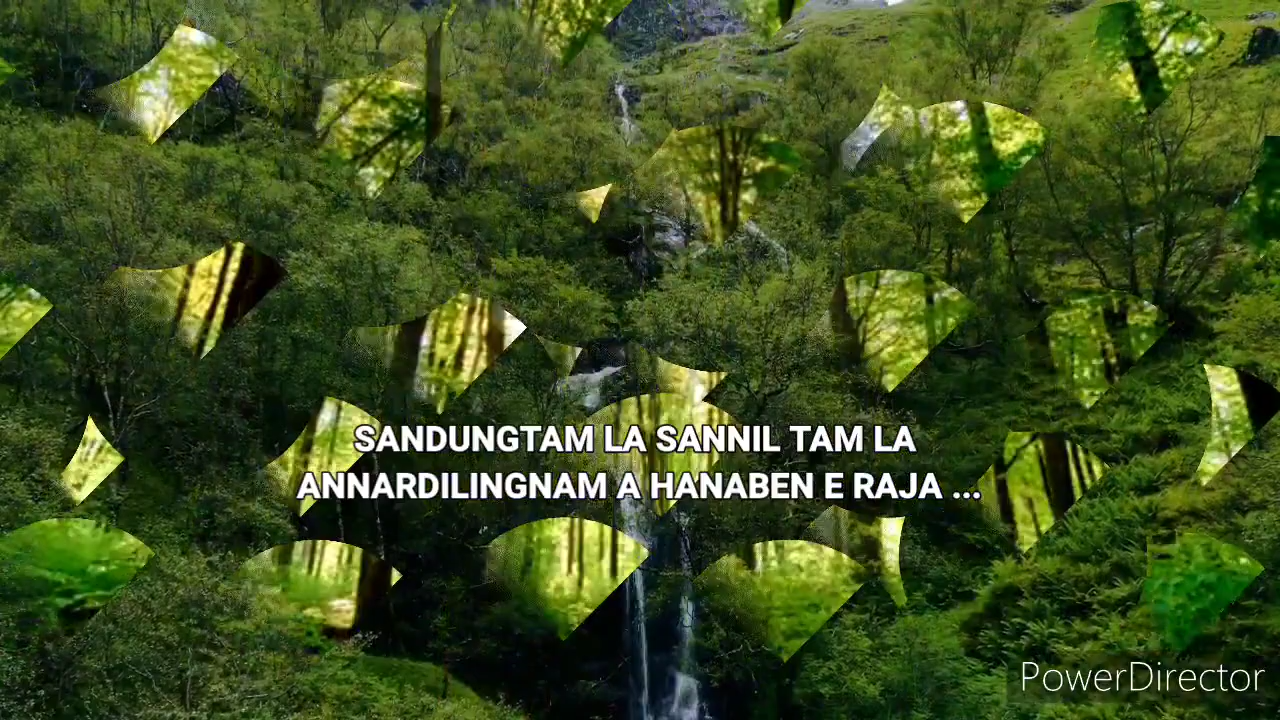 SANDUNGTAM LA SANNIL TAM LA
ANNARDILINGNAM A HANABEN E RAJA ...
PowerDirector